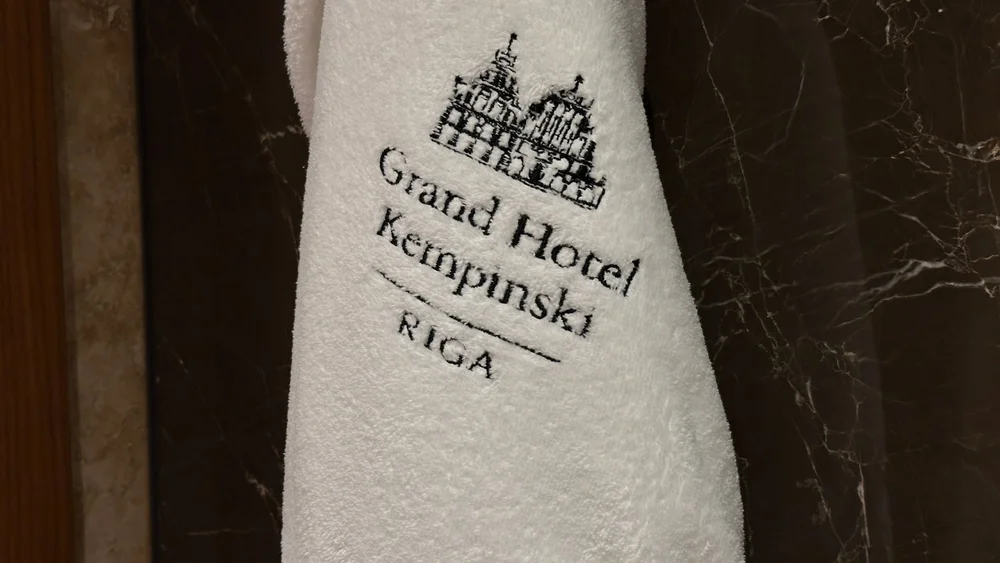 Grand Hotel
Kempinski
RIGA